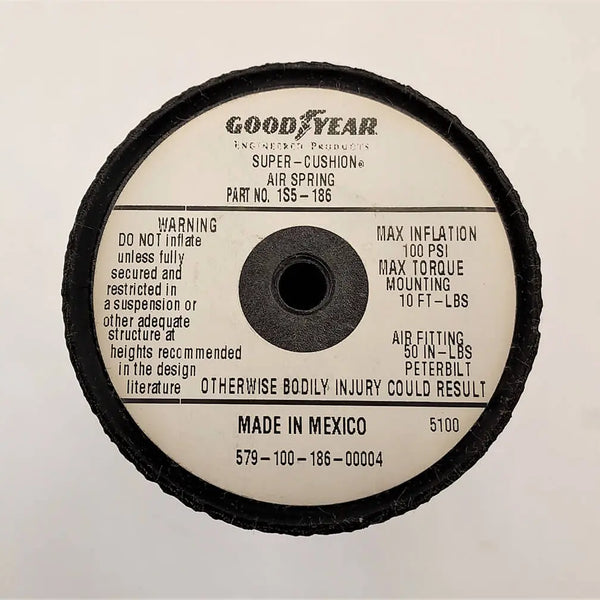 GOOD YEAR
ENGINEERED PRODUCTS
SUPER-CUSHION®
AIR SPRING
PART NO. 1S5-186
WARNING
DO NOT inflate
unless fully
secured and
restricted in
a suspension or
other adequate
structure at
heights recommended
in the design
literature OTHERWISE BODILY INJURY COULD RESULT
MAX INFLATION
100 PSI
MAX TORQUE
MOUNTING
10 FT-LBS
AIR FITTING
50 IN-LBS
PETERBILT
MADE IN MEXICO 5100
579-100-186-00004